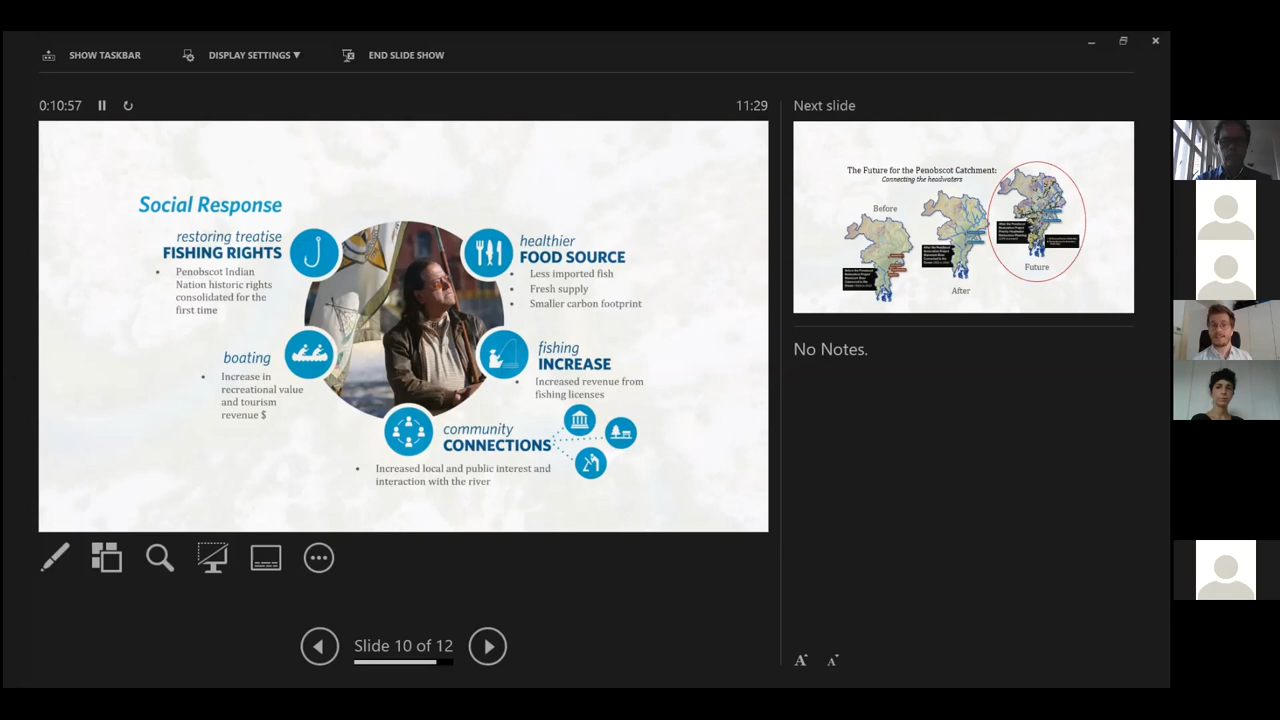 SHOW TASKBAR
DISPLAY SETTINGS ▼
END SLIDE SHOW
0:10:57
11:29
Social Response
restoring treatise
FISHING RIGHTS
• Penobscot Indian
Nation historic rights
consolidated for the
first time
healthier
FOOD SOURCE
• Less imported fish
• Fresh supply
• Smaller carbon footprint
boating
• Increase in
recreational value
and tourism
revenue $
fishing
INCREASE
• Increased revenue from
fishing licenses
community
CONNECTIONS
• Increased local and public interest and
interaction with the river
Slide 10 of 12
Next slide
The Future for the Penobscot Catchment:
Connecting the headwaters
Before
After
Future
No Notes.
A
A